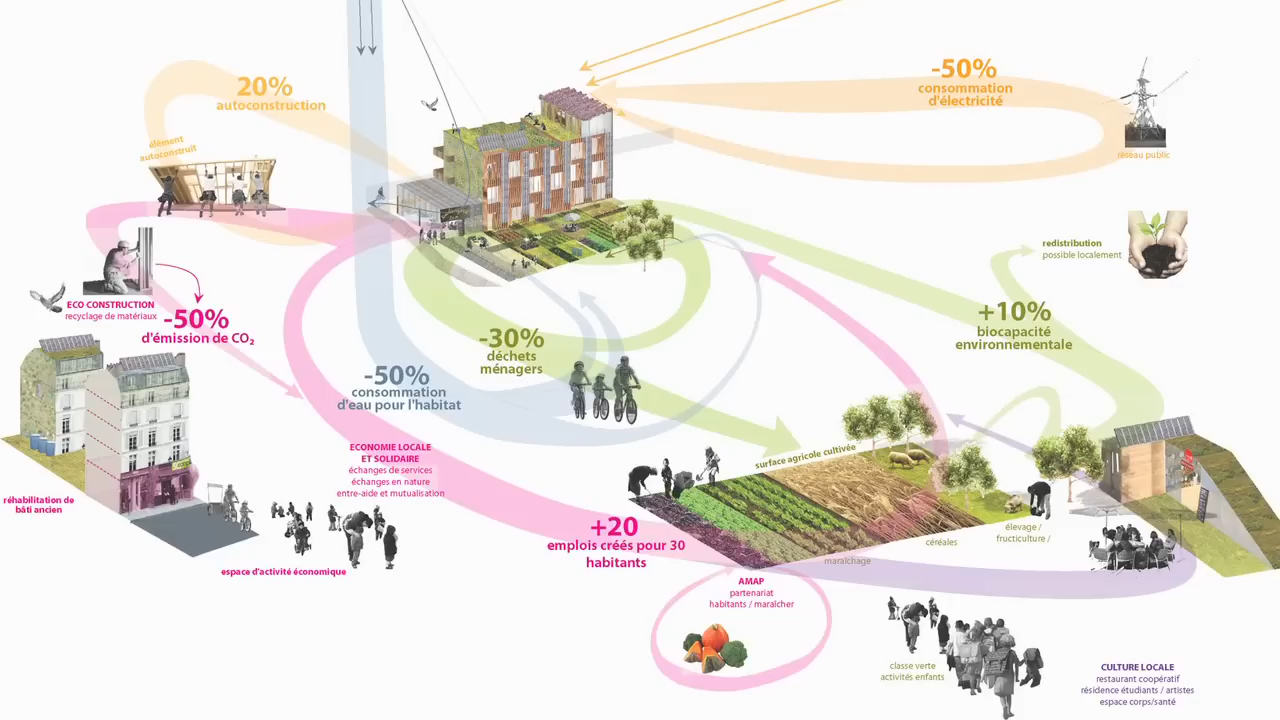 20%
autoconstruction
-50%
consommation
d'électricité
élément
autoconstruit
réseau public
redistribution
possible localement
ECO CONSTRUCTION
recyclage de matériaux
-50%
d'émission de CO₂
+10%
biocapacité
environnementale
-30%
déchets
ménagers
-50%
consommation
d'eau pour l'habitat
ECONOMIE LOCALE
ET SOLIDAIRE
échanges de services
échanges en nature
entre-aide et mutualisation
surface agricole cultivée
réhabilitation de
bâti ancien
espace d'activité économique
+20
emplois créés pour 30
habitants
élevage /
fructiculture /
céréales
maraîchage
AMAP
partenariat
habitants / maraîcher
classe verte
activités enfants
CULTURE LOCALE
restaurant coopératif
résidence étudiants / artistes
espace corps/santé